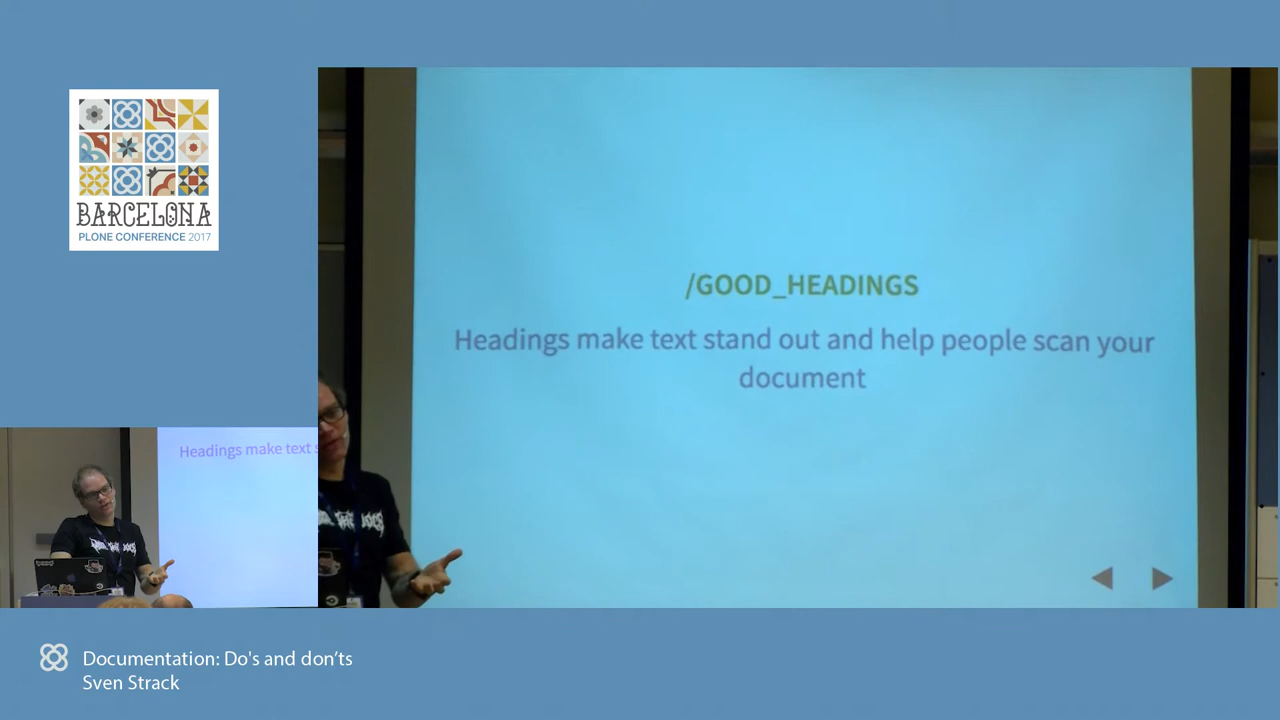 BARCELONA
PLONE CONFERENCE 2017
/GOOD_HEADINGS
Headings make text stand out and help people scan your
document
Headings make text
Documentation: Do's and don’ts
Sven Strack